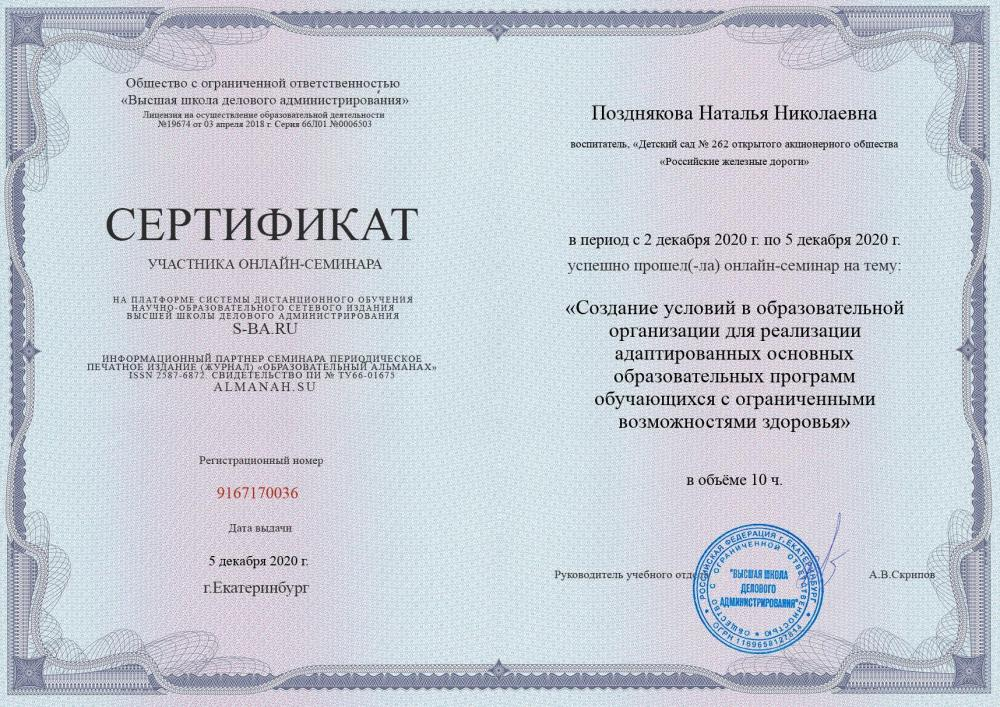 Общество с ограниченной ответственностью
«Высшая школа делового администрирования»
Лицензия на осуществление образовательной деятельности
№19674 от 03 апреля 2018 г. Серия 66Л01 №0006503
СЕРТИФИКАТ
УЧАСТНИКА ОНЛАЙН-СЕМИНАРА
НА ПЛАТФОРМЕ СИСТЕМЫ ДИСТАНЦИОННОГО ОБУЧЕНИЯ
НАУЧНО-ОБРАЗОВАТЕЛЬНОГО СЕТЕВОГО ИЗДАНИЯ
ВЫСШЕЙ ШКОЛЫ ДЕЛОВОГО АДМИНИСТРИРОВАНИЯ
S-BA.RU
ИНФОРМАЦИОННЫЙ ПАРТНЕР СЕМИНАРА ПЕРИОДИЧЕСКОЕ
ПЕЧАТНОЕ ИЗДАНИЕ (ЖУРНАЛ) «ОБРАЗОВАТЕЛЬНЫЙ АЛЬМАНАХ»
ISSN 2587-6872. СВИДЕТЕЛЬСТВО ПИ № ТУ66-01675
ALMANAH.SU
Регистрационный номер
9167170036
Дата выдачи
5 декабря 2020 г.
г.Екатеринбург
Позднякова Наталья Николаевна
воспитатель, «Детский сад № 262 открытого акционерного общества
«Российские железные дороги»
в период с 2 декабря 2020 г. по 5 декабря 2020 г.
успешно прошел(-ла) онлайн-семинар на тему:
«Создание условий в образовательной
организации для реализации
адаптированных основных
образовательных программ
обучающихся с ограниченными
возможностями здоровья»
в объёме 10 ч.
Руководитель учебного отде
А.В.Скрипов
РОССИЙСКАЯ ФЕДЕРАЦИЯ г. ЕКАТЕРИНБУРГ
ОГРН 1169658127814
ОБЩЕСТВО С ОГРАНИЧЕННОЙ ОТВЕТСТВЕННОСТЬЮ
"ВЫСШАЯ ШКОЛА
ДЕЛОВОГО
АДМИНИСТРИРОВАНИЯ"